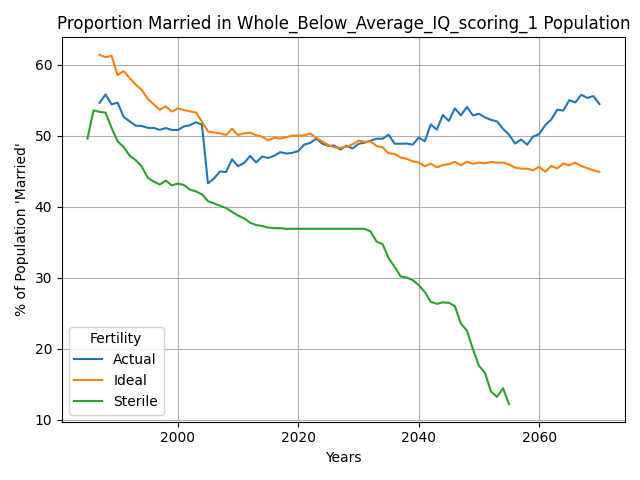 Proportion Married in Whole_Below_Average_IQ_scoring_1 Population
% of Population 'Married'
60
50
40
30
20
10
Fertility
Actual
Ideal
Sterile
2000 2020 2040 2060
Years